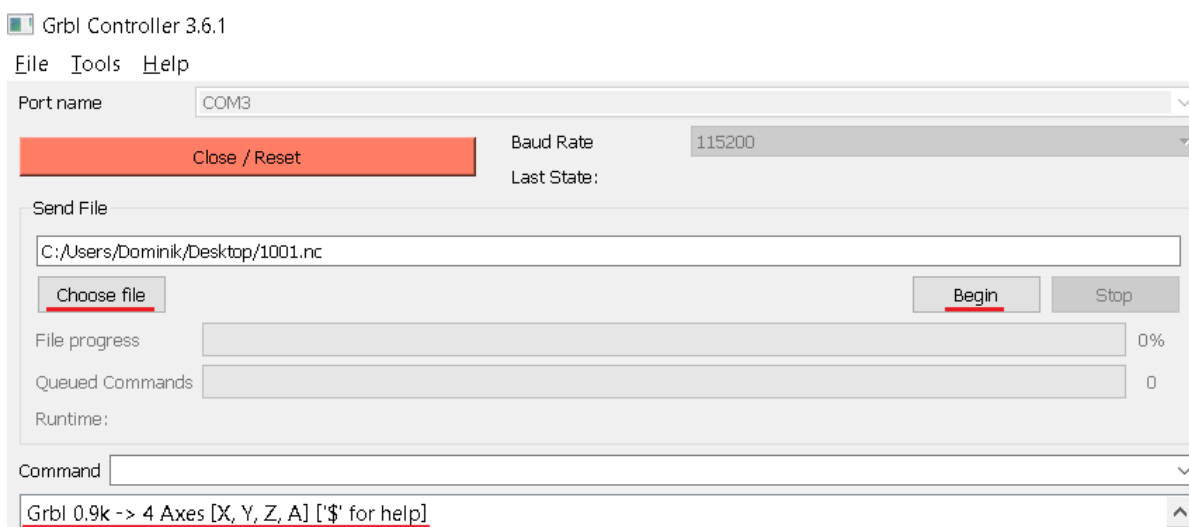 Grbl Controller 3.6.1
File Tools Help
Port name COM3
Close / Reset
Baud Rate 115200
Last State:
Send File
C:/Users/Dominik/Desktop/1001.nc
Choose file Begin Stop
File progress 0%
Queued Commands 0
Runtime:
Command
Grbl 0.9k -> 4 Axes [X, Y, Z, A] ['$' for help]